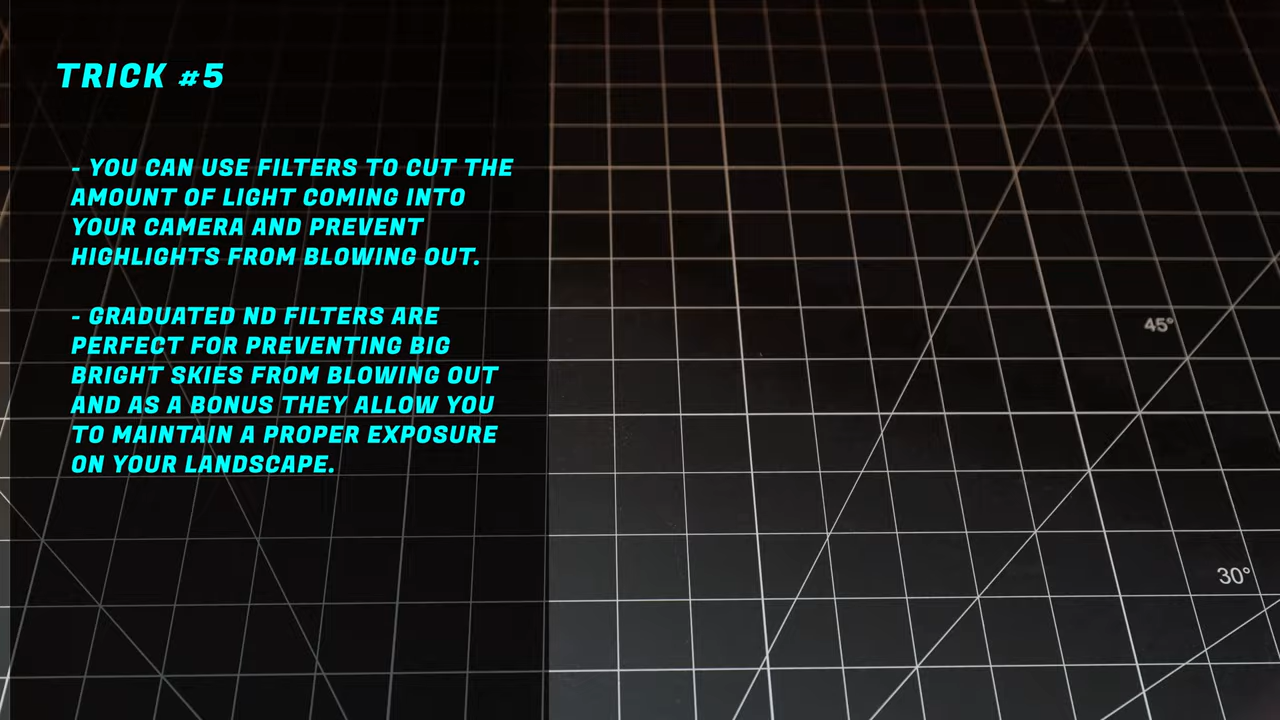 TRICK #5
- YOU CAN USE FILTERS TO CUT THE
AMOUNT OF LIGHT COMING INTO
YOUR CAMERA AND PREVENT
HIGHLIGHTS FROM BLOWING OUT.
- GRADUATED ND FILTERS ARE
PERFECT FOR PREVENTING BIG
BRIGHT SKIES FROM BLOWING OUT
AND AS A BONUS THEY ALLOW YOU
TO MAINTAIN A PROPER EXPOSURE
ON YOUR LANDSCAPE.
45°
30°